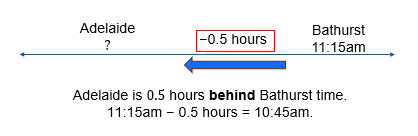 Adelaide
?
−0.5 hours
Bathurst
11:15am
Adelaide is 0.5 hours behind Bathurst time.
11:15am − 0.5 hours = 10:45am.